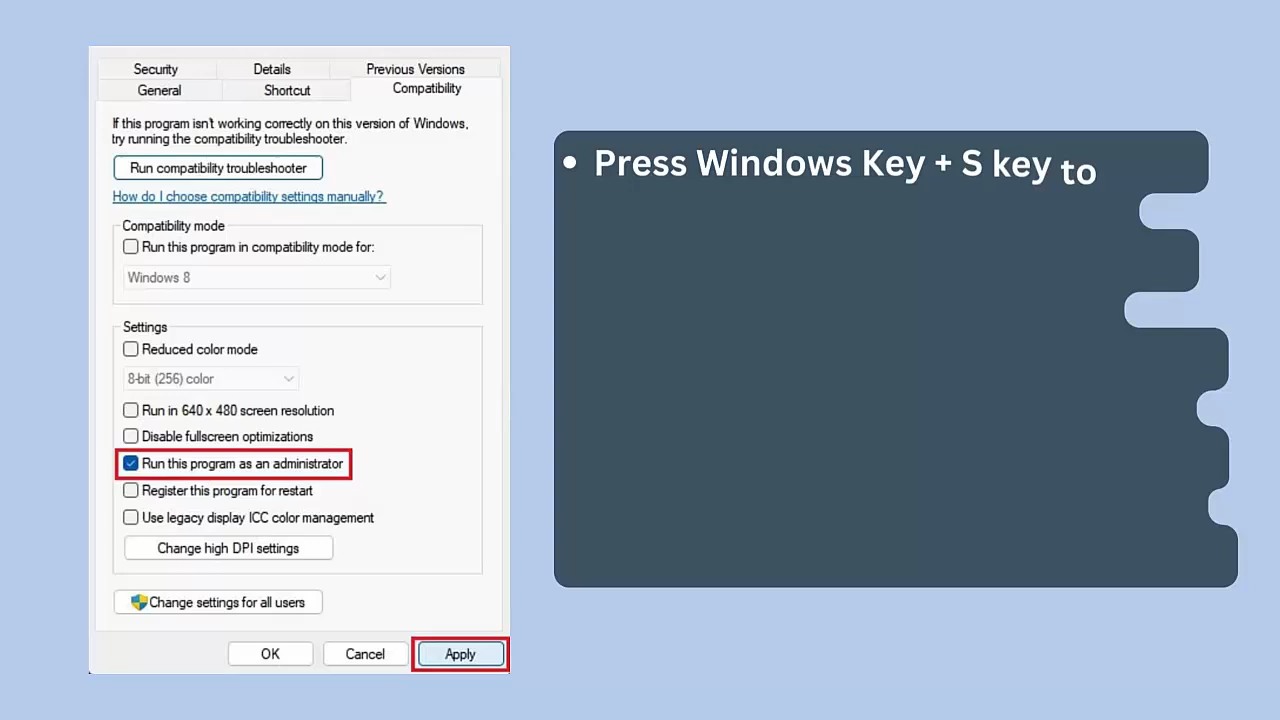 Security Details Previous Versions
General Shortcut Compatibility
If this program isn't working correctly on this version of Windows,
try running the compatibility troubleshooter.
Run compatibility troubleshooter
How do I choose compatibility settings manually?
Compatibility mode
Run this program in compatibility mode for:
Windows 8
Settings
Reduced color mode
8-bit (256) color
Run in 640 x 480 screen resolution
Disable fullscreen optimizations
Run this program as an administrator
Register this program for restart
Use legacy display ICC color management
Change high DPI settings
Change settings for all users
OK Cancel Apply
• Press Windows Key + S key to